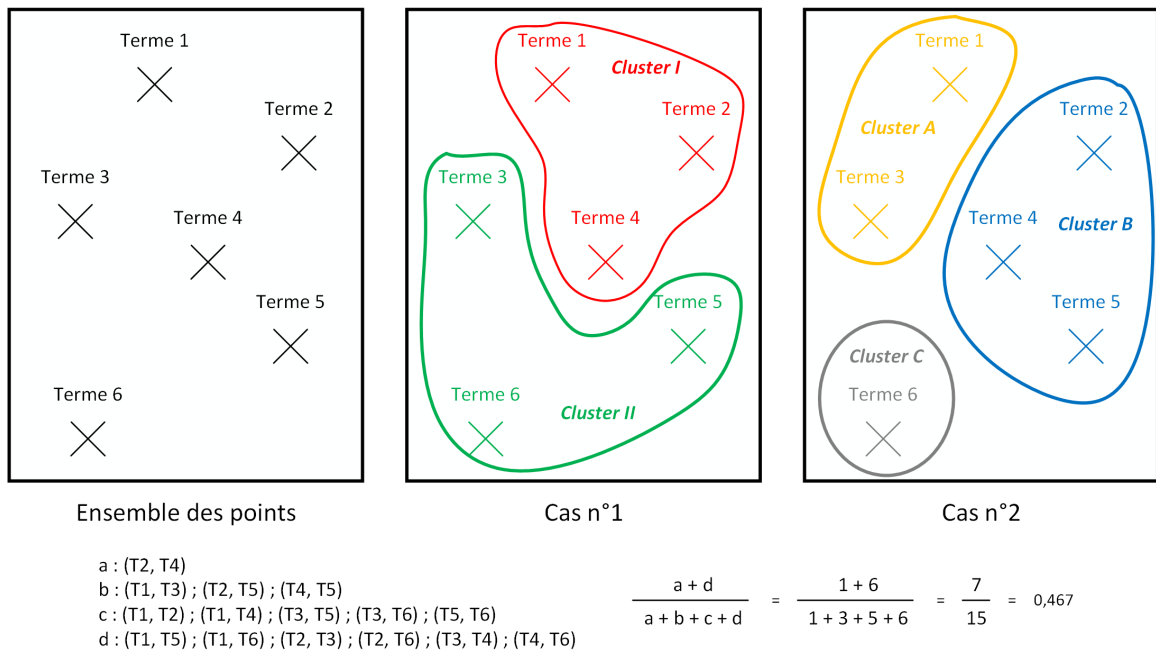 Terme 1
Terme 2
Terme 3
Terme 4
Terme 5
Terme 6
Ensemble des points
Terme 1
Cluster I
Terme 2
Terme 3
Terme 4
Terme 5
Terme 6
Cluster II
Cas n°1
Terme 1
Terme 2
Cluster A
Terme 3
Terme 4
Cluster B
Terme 5
Cluster C
Terme 6
Cas n°2
a : (T2, T4)
b : (T1, T3) ; (T2, T5) ; (T4, T5)
c : (T1, T2) ; (T1, T4) ; (T3, T5) ; (T3, T6) ; (T5, T6)
d : (T1, T5) ; (T1, T6) ; (T2, T3) ; (T2, T6) ; (T3, T4) ; (T4, T6)
a + d
a + b + c + d
=
1 + 6
1 + 3 + 5 + 6
=
7
15
= 0,467